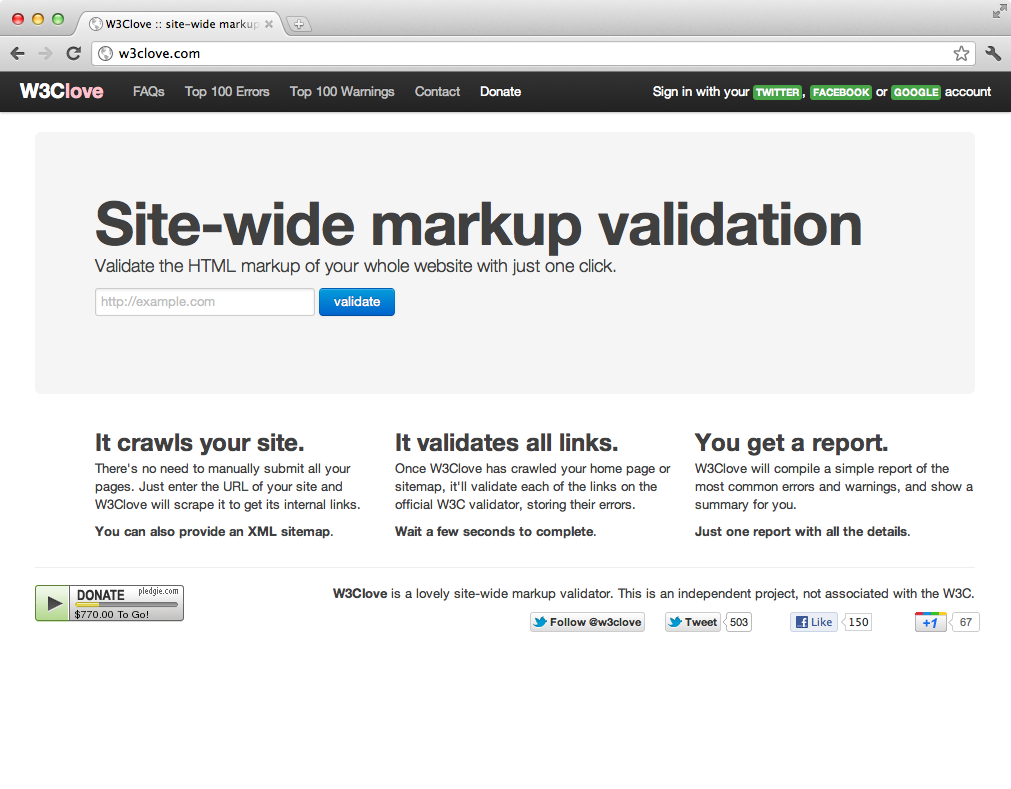 W3Clove :: site-wide markup
w3clove.com
W3Clove FAQs Top 100 Errors Top 100 Warnings Contact Donate Sign in with your TWITTER, FACEBOOK or GOOGLE account
Site-wide markup validation
Validate the HTML markup of your whole website with just one click.
http://example.com validate
It crawls your site.
There's no need to manually submit all your
pages. Just enter the URL of your site and
W3Clove will scrape it to get its internal links.
You can also provide an XML sitemap.
It validates all links.
Once W3Clove has crawled your home page or
sitemap, it'll validate each of the links on the
official W3C validator, storing their errors.
Wait a few seconds to complete.
You get a report.
W3Clove will compile a simple report of the
most common errors and warnings, and show a
summary for you.
Just one report with all the details.
DONATE pledgie.com
$770.00 To Go!
W3Clove is a lovely site-wide markup validator. This is an independent project, not associated with the W3C.
Follow @w3clove Tweet 503 Like 150 +1 67